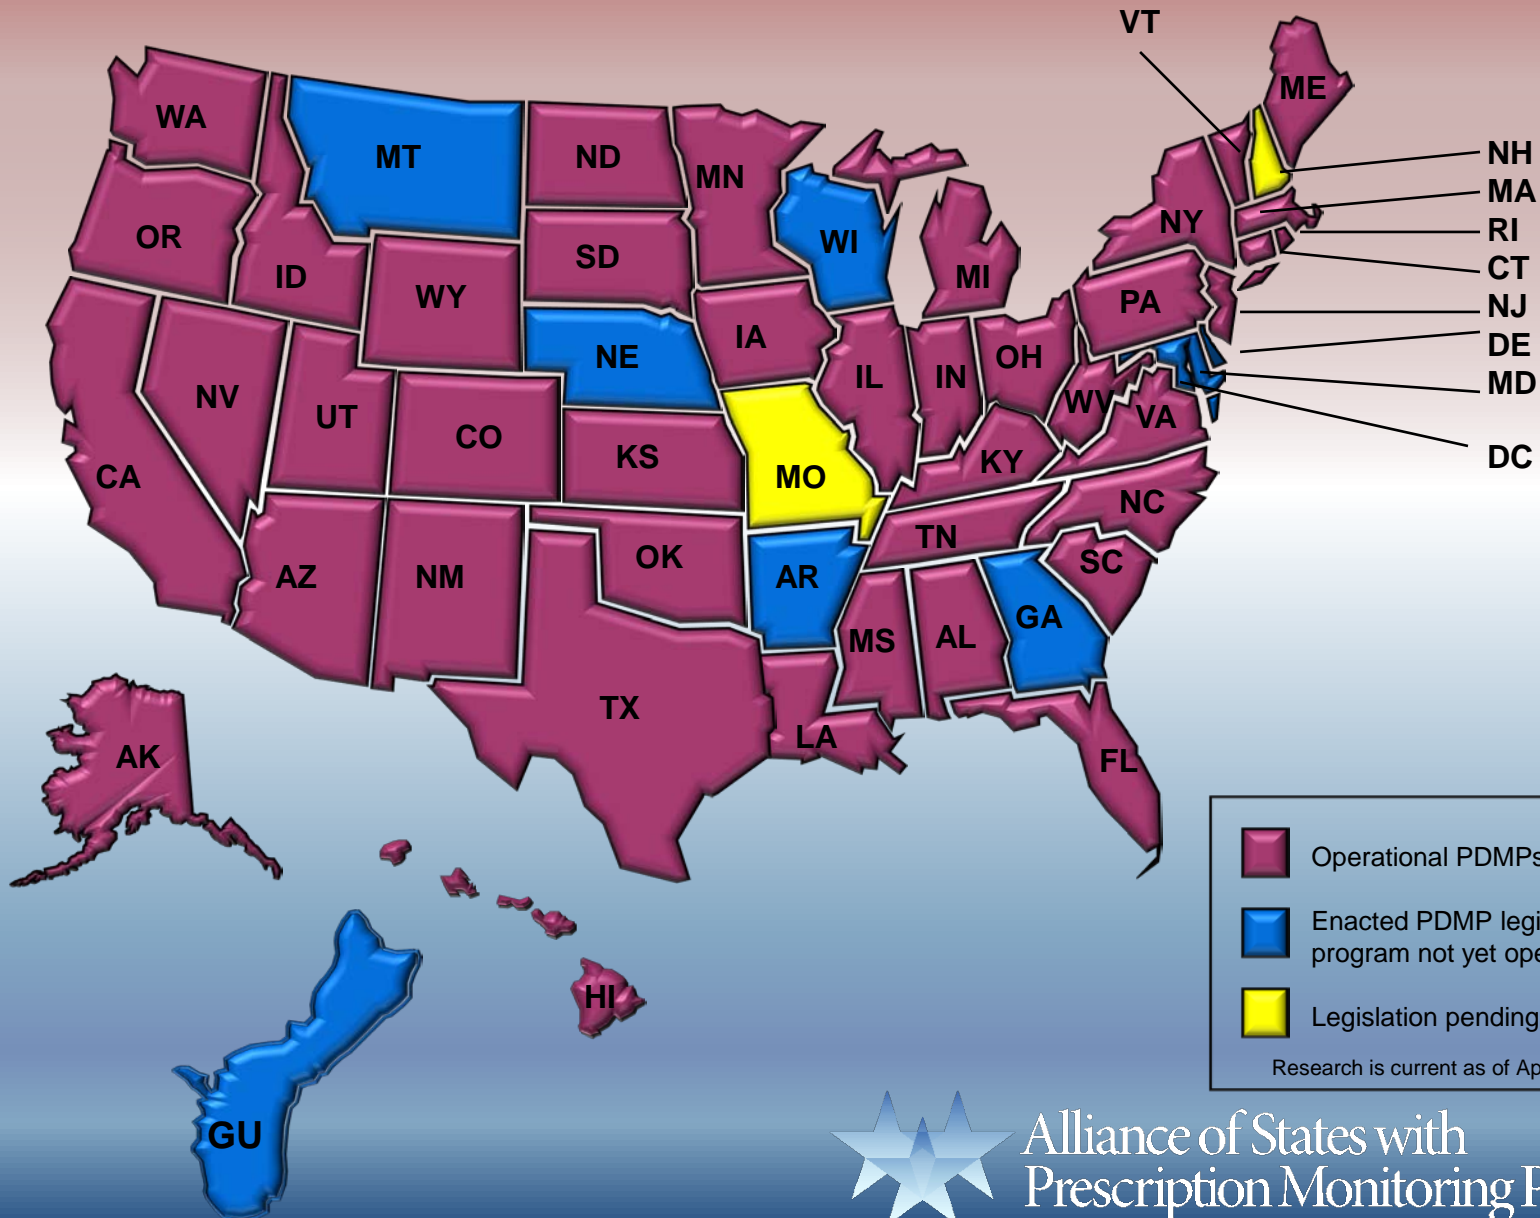 VT
ME
WA
MT
ND
MN
NH
MA
OR
NY
RI
ID
SD
WI
CT
WY
MI
PA
NJ
IA
DE
NE
OH
IL
IN
MD
NV
UT
WV
VA
CO
KS
KY
DC
CA
MO
NC
TN
OK
SC
AZ
NM
AR
GA
MS
AL
TX
LA
AK
FL
HI
GU
Operational PDMPs
Enacted PDMP
program not yet
Legislation pending
Research is current as of
Alliance of States with
Prescription Monitoring